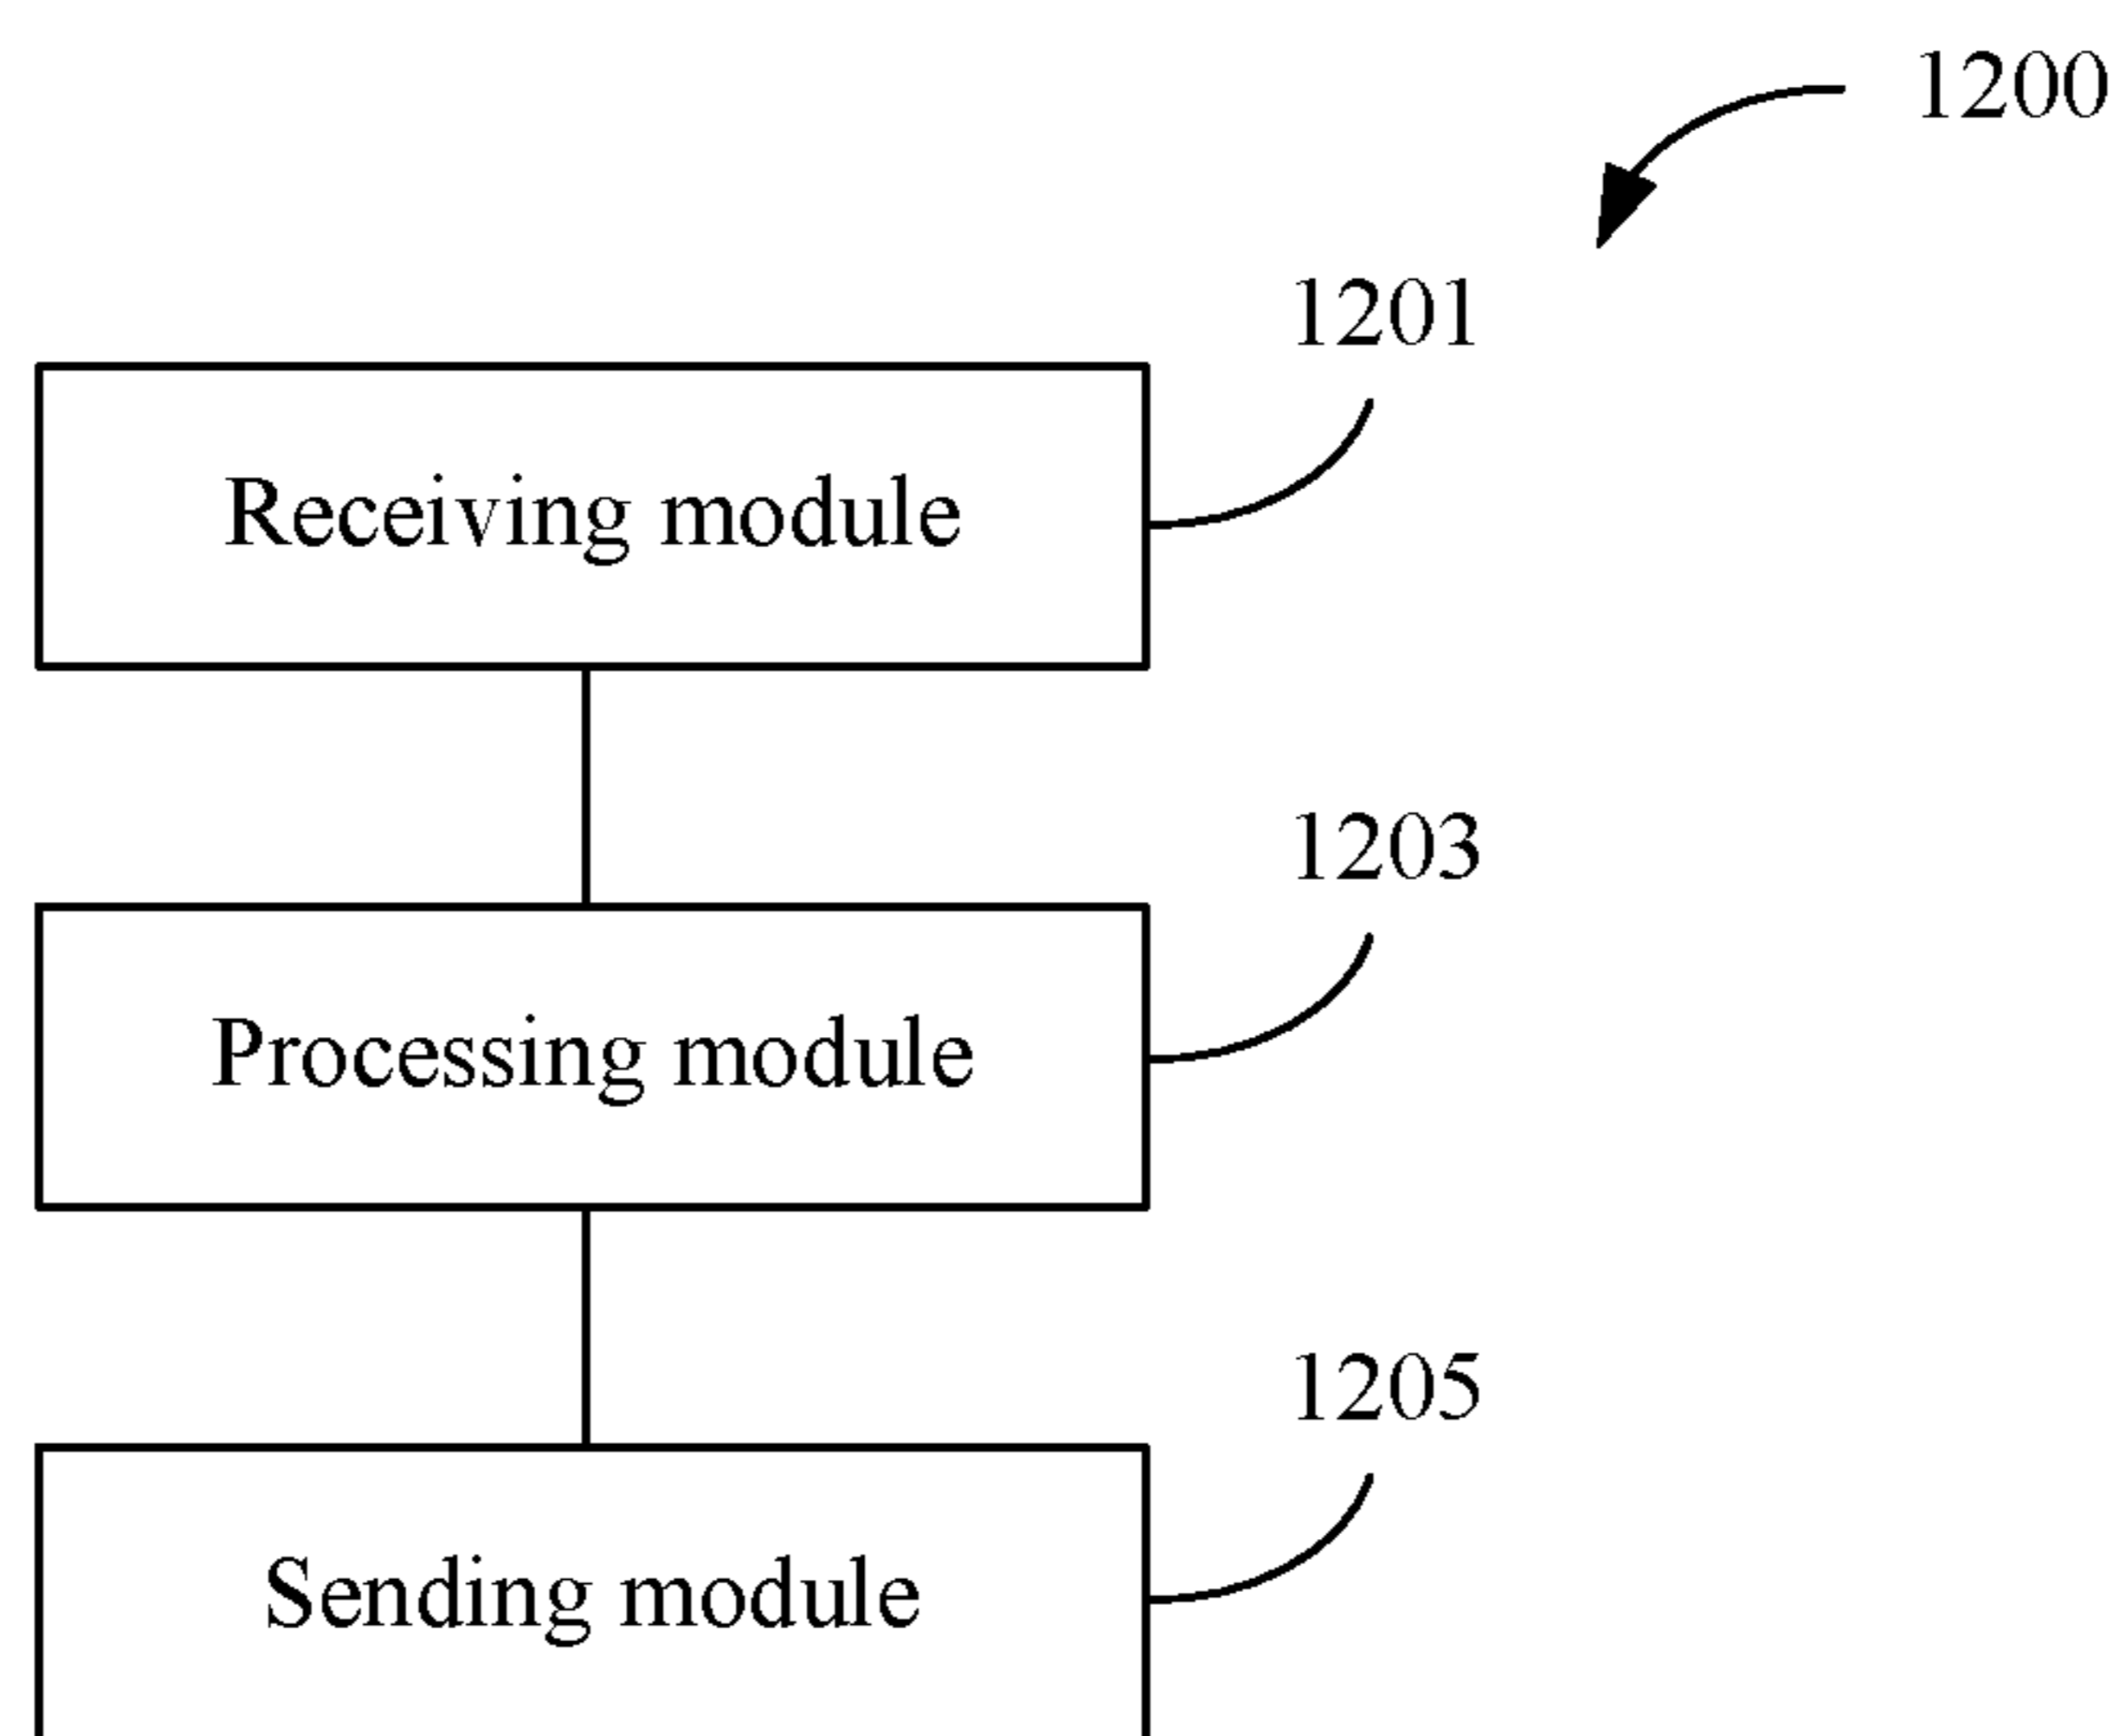 1200
1201
Receiving module
1203
Processing module
1205
Sending module